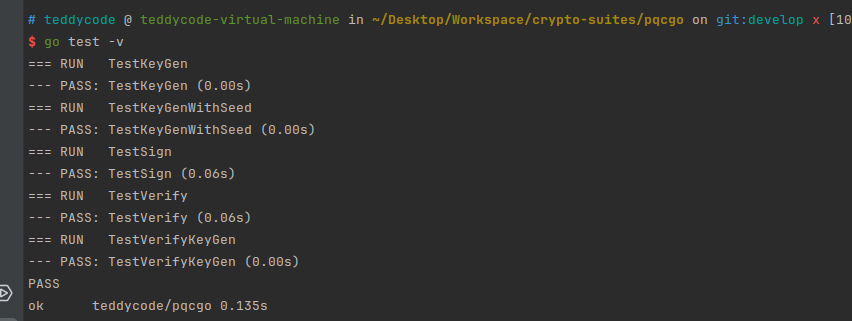 # teddycode @ teddycode-virtual-machine in ~/Desktop/Workspace/crypto-suites/pqcgo on git:develop x [10
$ go test -v
=== RUN   TestKeyGen
--- PASS: TestKeyGen (0.00s)
=== RUN   TestKeyGenWithSeed
--- PASS: TestKeyGenWithSeed (0.00s)
=== RUN   TestSign
--- PASS: TestSign (0.06s)
=== RUN   TestVerify
--- PASS: TestVerify (0.06s)
=== RUN   TestVerifyKeyGen
--- PASS: TestVerifyKeyGen (0.00s)
PASS
ok      teddycode/pqcgo 0.135s